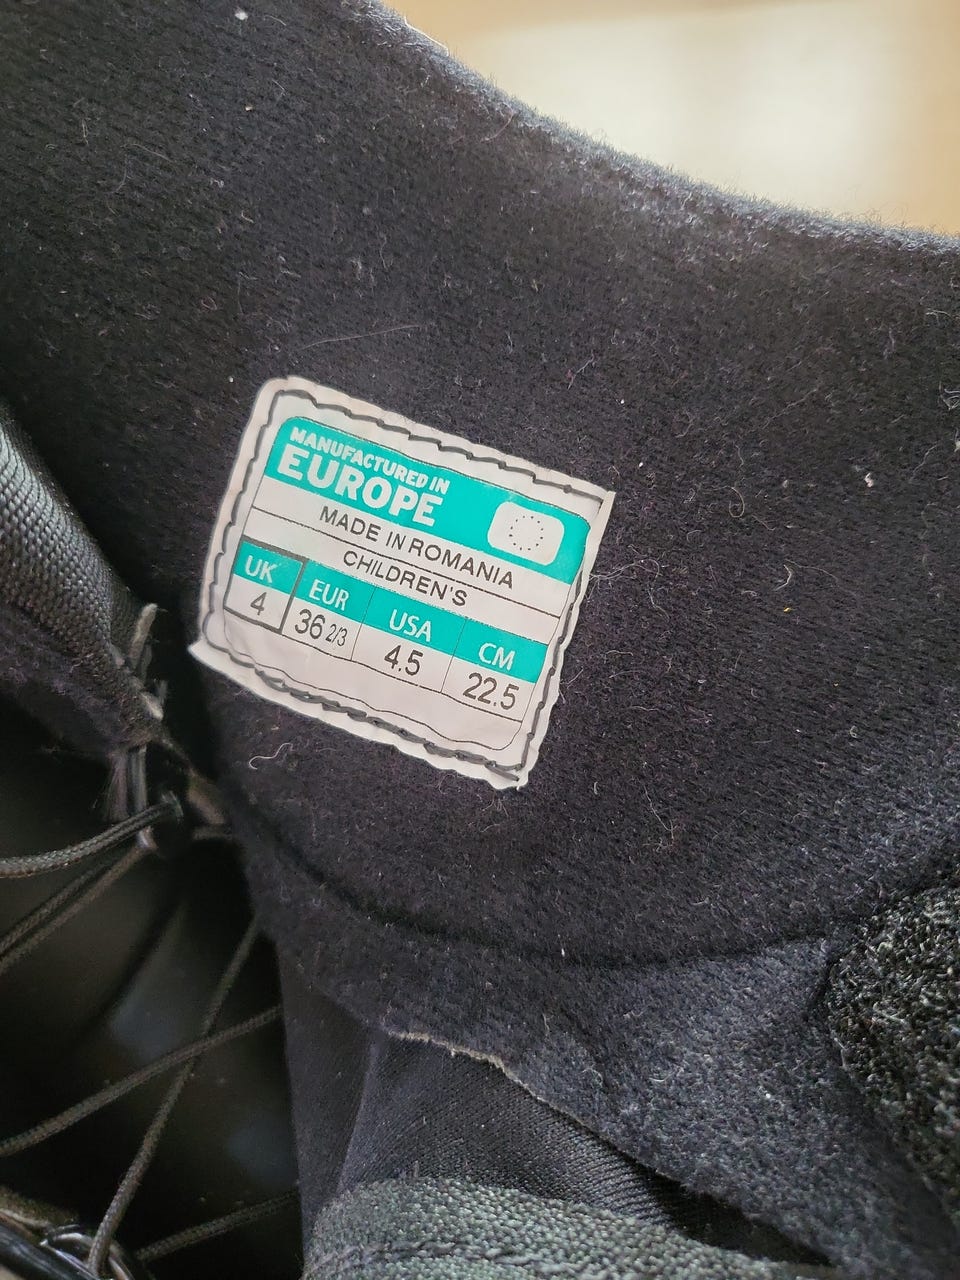 MANUFACTURED IN
EUROPE
MADE IN ROMANIA
CHILDREN'S
UK EUR USA CM
4 36 2/3 4.5 22.5